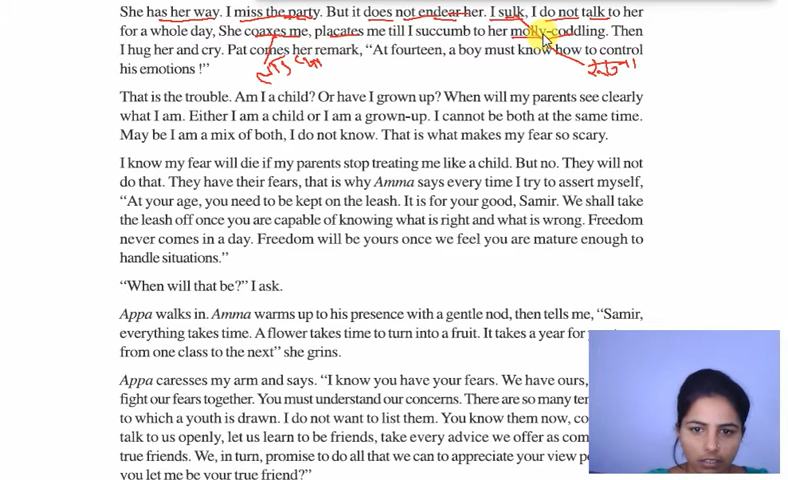 She has her way. I miss the party. But it does not endear her. I sulk, I do not talk to her
for a whole day, She coaxes me, placates me till I succumb to her molly-coddling. Then
I hug her and cry. Pat comes her remark, “At fourteen, a boy must know how to control
his emotions !”
That is the trouble. Am I a child? Or have I grown up? When will my parents see clearly
what I am. Either I am a child or I am a grown-up. I cannot be both at the same time.
May be I am a mix of both, I do not know. That is what makes my fear so scary.
I know my fear will die if my parents stop treating me like a child. But no. They will not
do that. They have their fears, that is why Amma says every time I try to assert myself,
“At your age, you need to be kept on the leash. It is for your good, Samir. We shall take
the leash off once you are capable of knowing what is right and what is wrong. Freedom
never comes in a day. Freedom will be yours once we feel you are mature enough to
handle situations.”
“When will that be?” I ask.
Appa walks in. Amma warms up to his presence with a gentle nod, then tells me, “Samir,
everything takes time. A flower takes time to turn into a fruit. It takes a year for
from one class to the next” she grins.
Appa caresses my arm and says. “I know you have your fears. We have ours,
fight our fears together. You must understand our concerns. There are so many
to which a youth is drawn. I do not want to list them. You know them now,
talk to us openly, let us learn to be friends, take every advice we offer as
true friends. We, in turn, promise to do all that we can to appreciate your view
you let me be your true friend?”